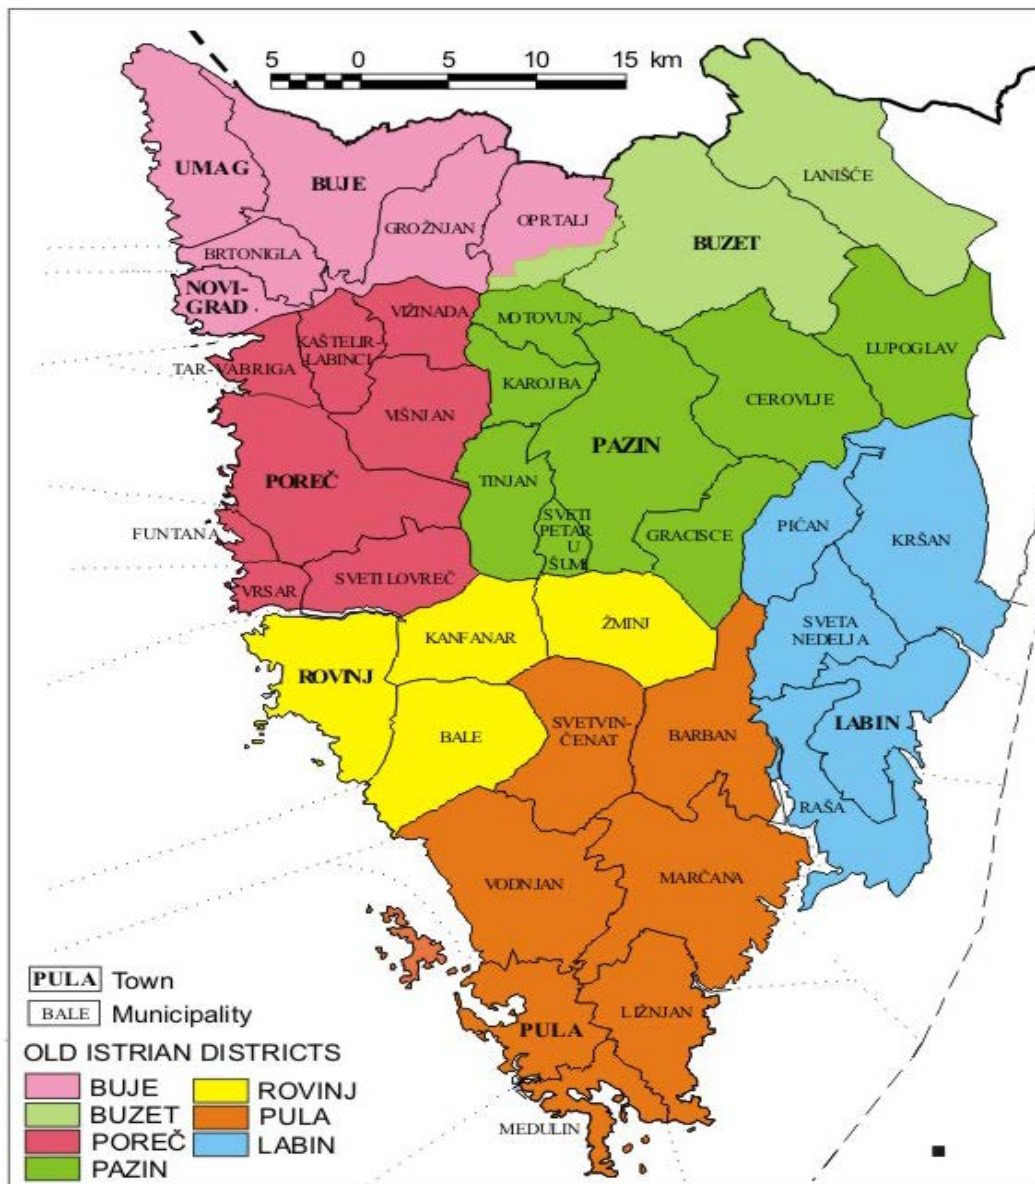 5 0 5 10 15 km
UMAG
BUJE
GROŽNJAN
OPRTALJ
LANIŠĆE
BUZET
BRTONIGLA
NOVI-
GRAD
VIŽINADA
KAŠTELIR-
LABINCI
TAR-VABRIGA
VIŠNJAN
MOTOVUN
KAROJBA
LUPOGLAV
CEROVLJE
PAZIN
POREČ
TINJAN
SVETI
PETAR
U
ŠUMI
GRACISCE
PIĆAN
KRŠAN
FUNTANA
VRSAR
SVETI LOVREČ
KANFANAR
ŽMINJ
SVETA
NEDELJA
ROVINJ
BALE
SVETVIN-
ČENAT
BARBAN
LABIN
RAŠA
VODNJAN
MARČANA
LIŽNJAN
PULA
MEDULIN
PULA Town
BALE Municipality
OLD ISTRIAN DISTRICTS
BUJE
BUZET
POREČ
PAZIN
ROVINJ
PULA
LABIN